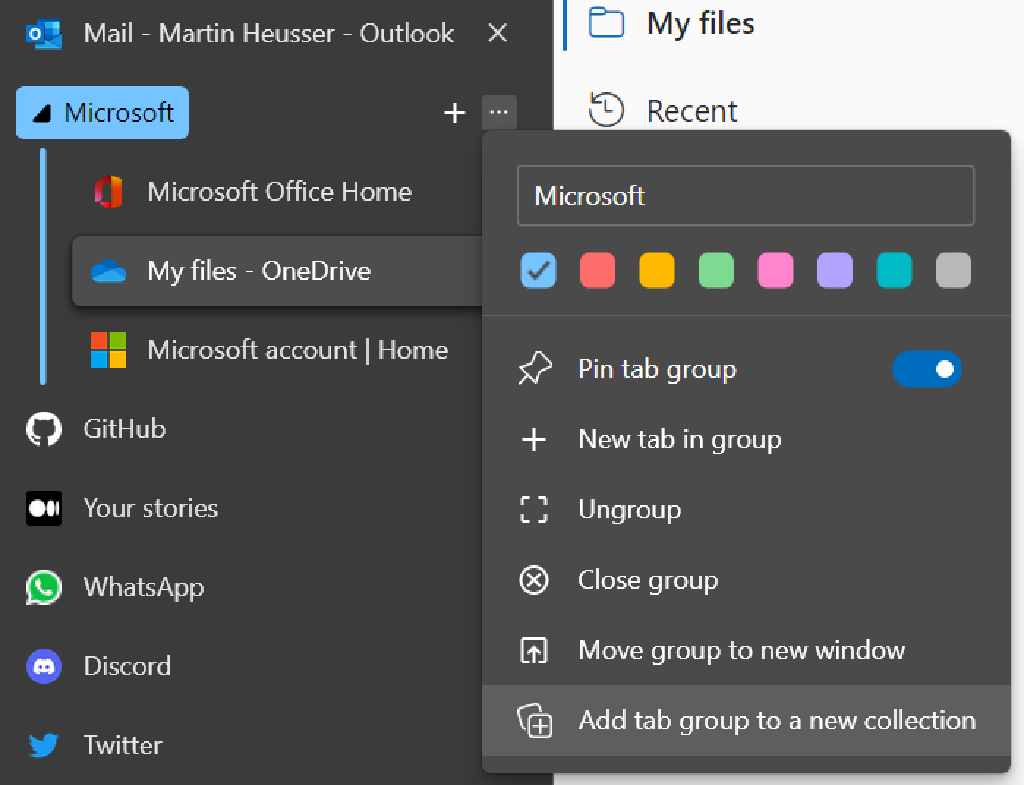 Mail - Martin Heusser - Outlook
My files
Microsoft
Recent
Microsoft
Microsoft Office Home
My files - OneDrive
Microsoft account | Home
Pin tab group
GitHub
New tab in group
Your stories
Ungroup
WhatsApp
Close group
Discord
Move group to new window
Twitter
Add tab group to a new collection